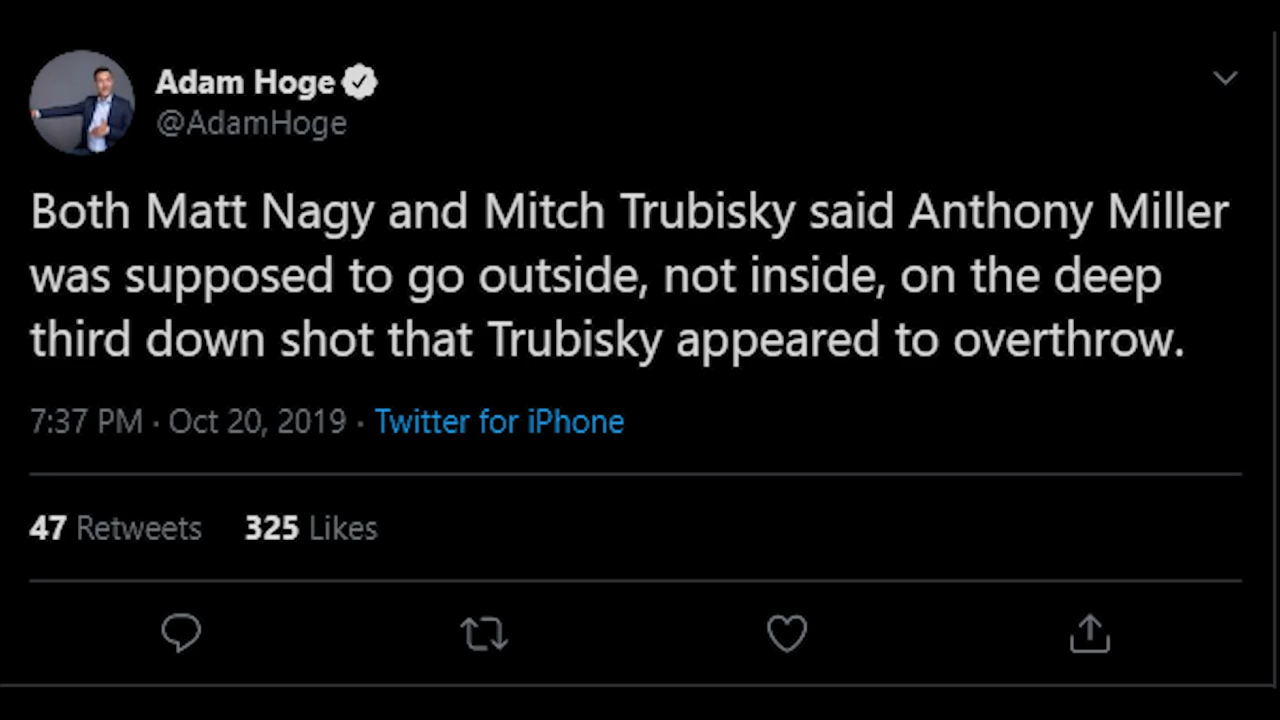 Adam Hoge
@AdamHoge
Both Matt Nagy and Mitch Trubisky said Anthony Miller
was supposed to go outside, not inside, on the deep
third down shot that Trubisky appeared to overthrow.
7:37 PM · Oct 20, 2019 · Twitter for iPhone
47 Retweets 325 Likes